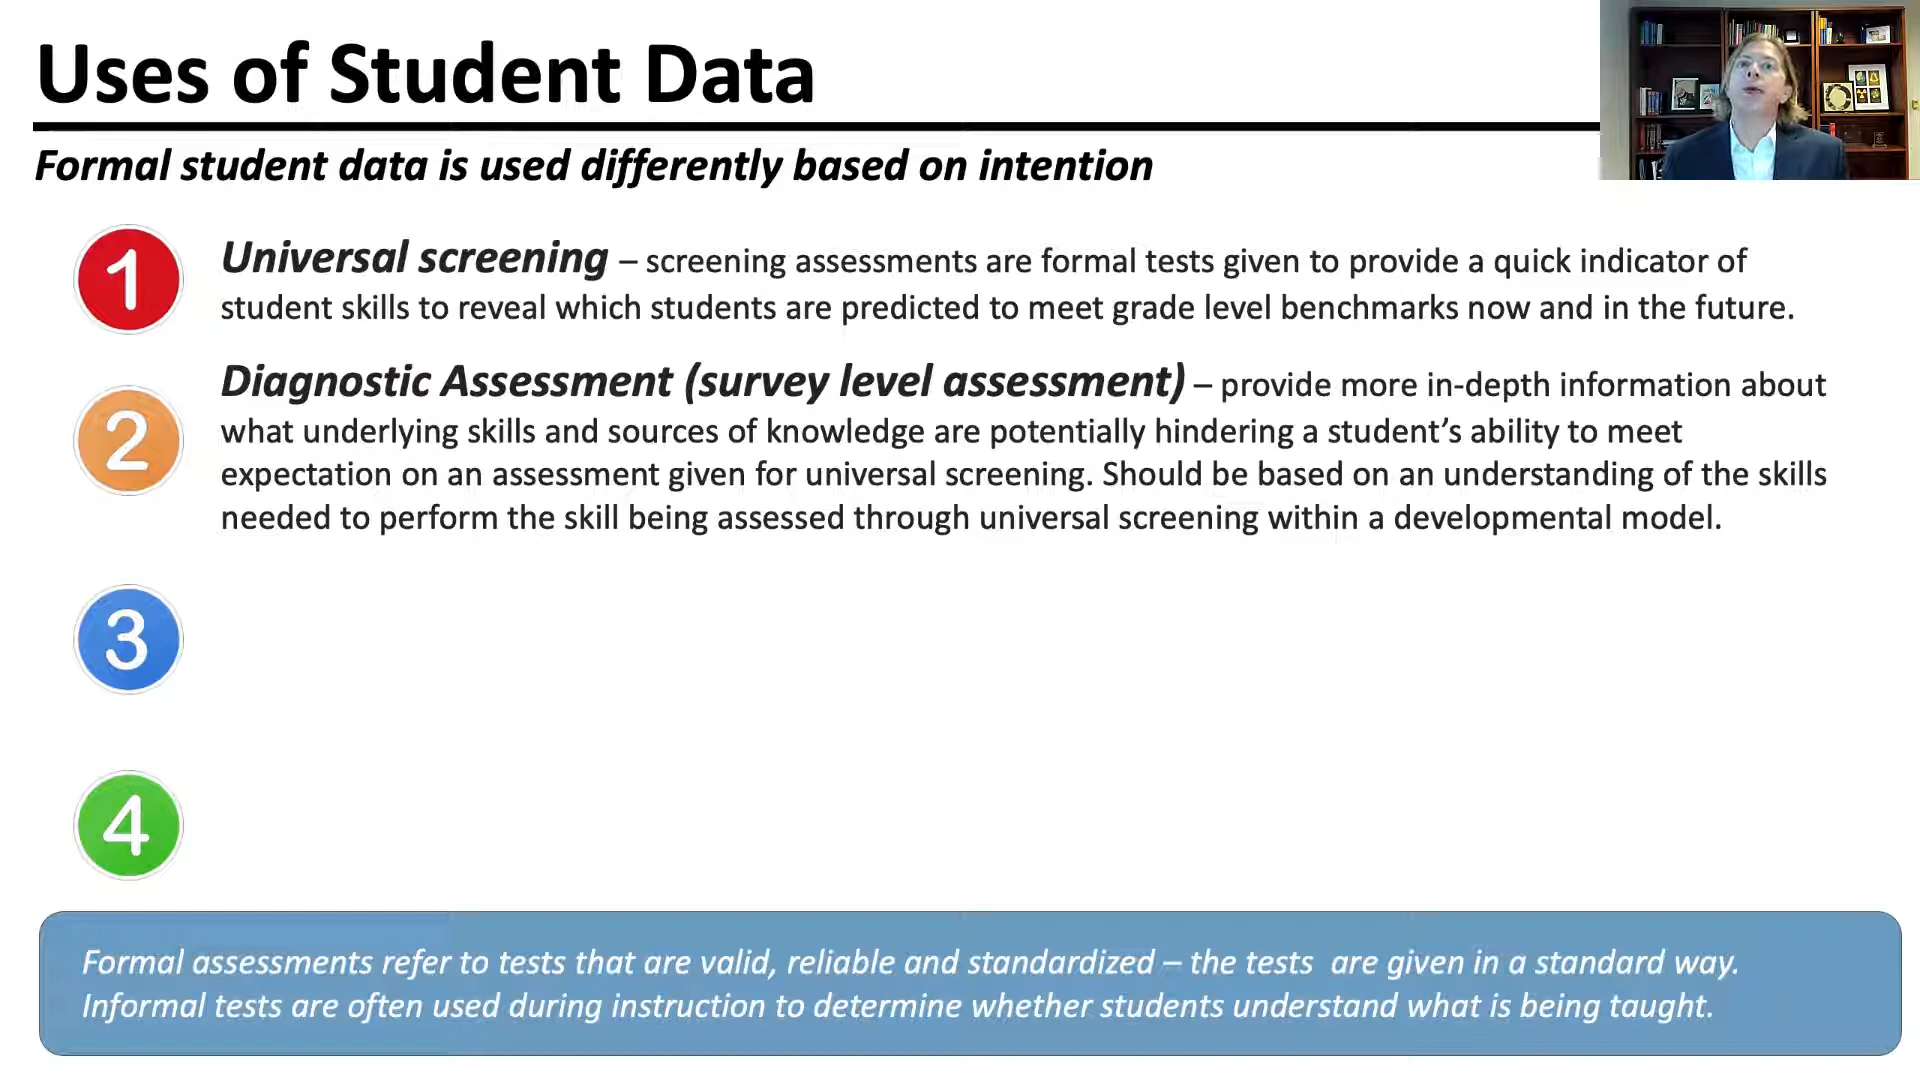 Uses of Student Data
Formal student data is used differently based on intention
1
Universal screening – screening assessments are formal tests given to provide a quick indicator of
student skills to reveal which students are predicted to meet grade level benchmarks now and in the future.
2
Diagnostic Assessment (survey level assessment) – provide more in-depth information about
what underlying skills and sources of knowledge are potentially hindering a student’s ability to meet
expectation on an assessment given for universal screening. Should be based on an understanding of the skills
needed to perform the skill being assessed through universal screening within a developmental model.
3
4
Formal assessments refer to tests that are valid, reliable and standardized – the tests are given in a standard way.
Informal tests are often used during instruction to determine whether students understand what is being taught.